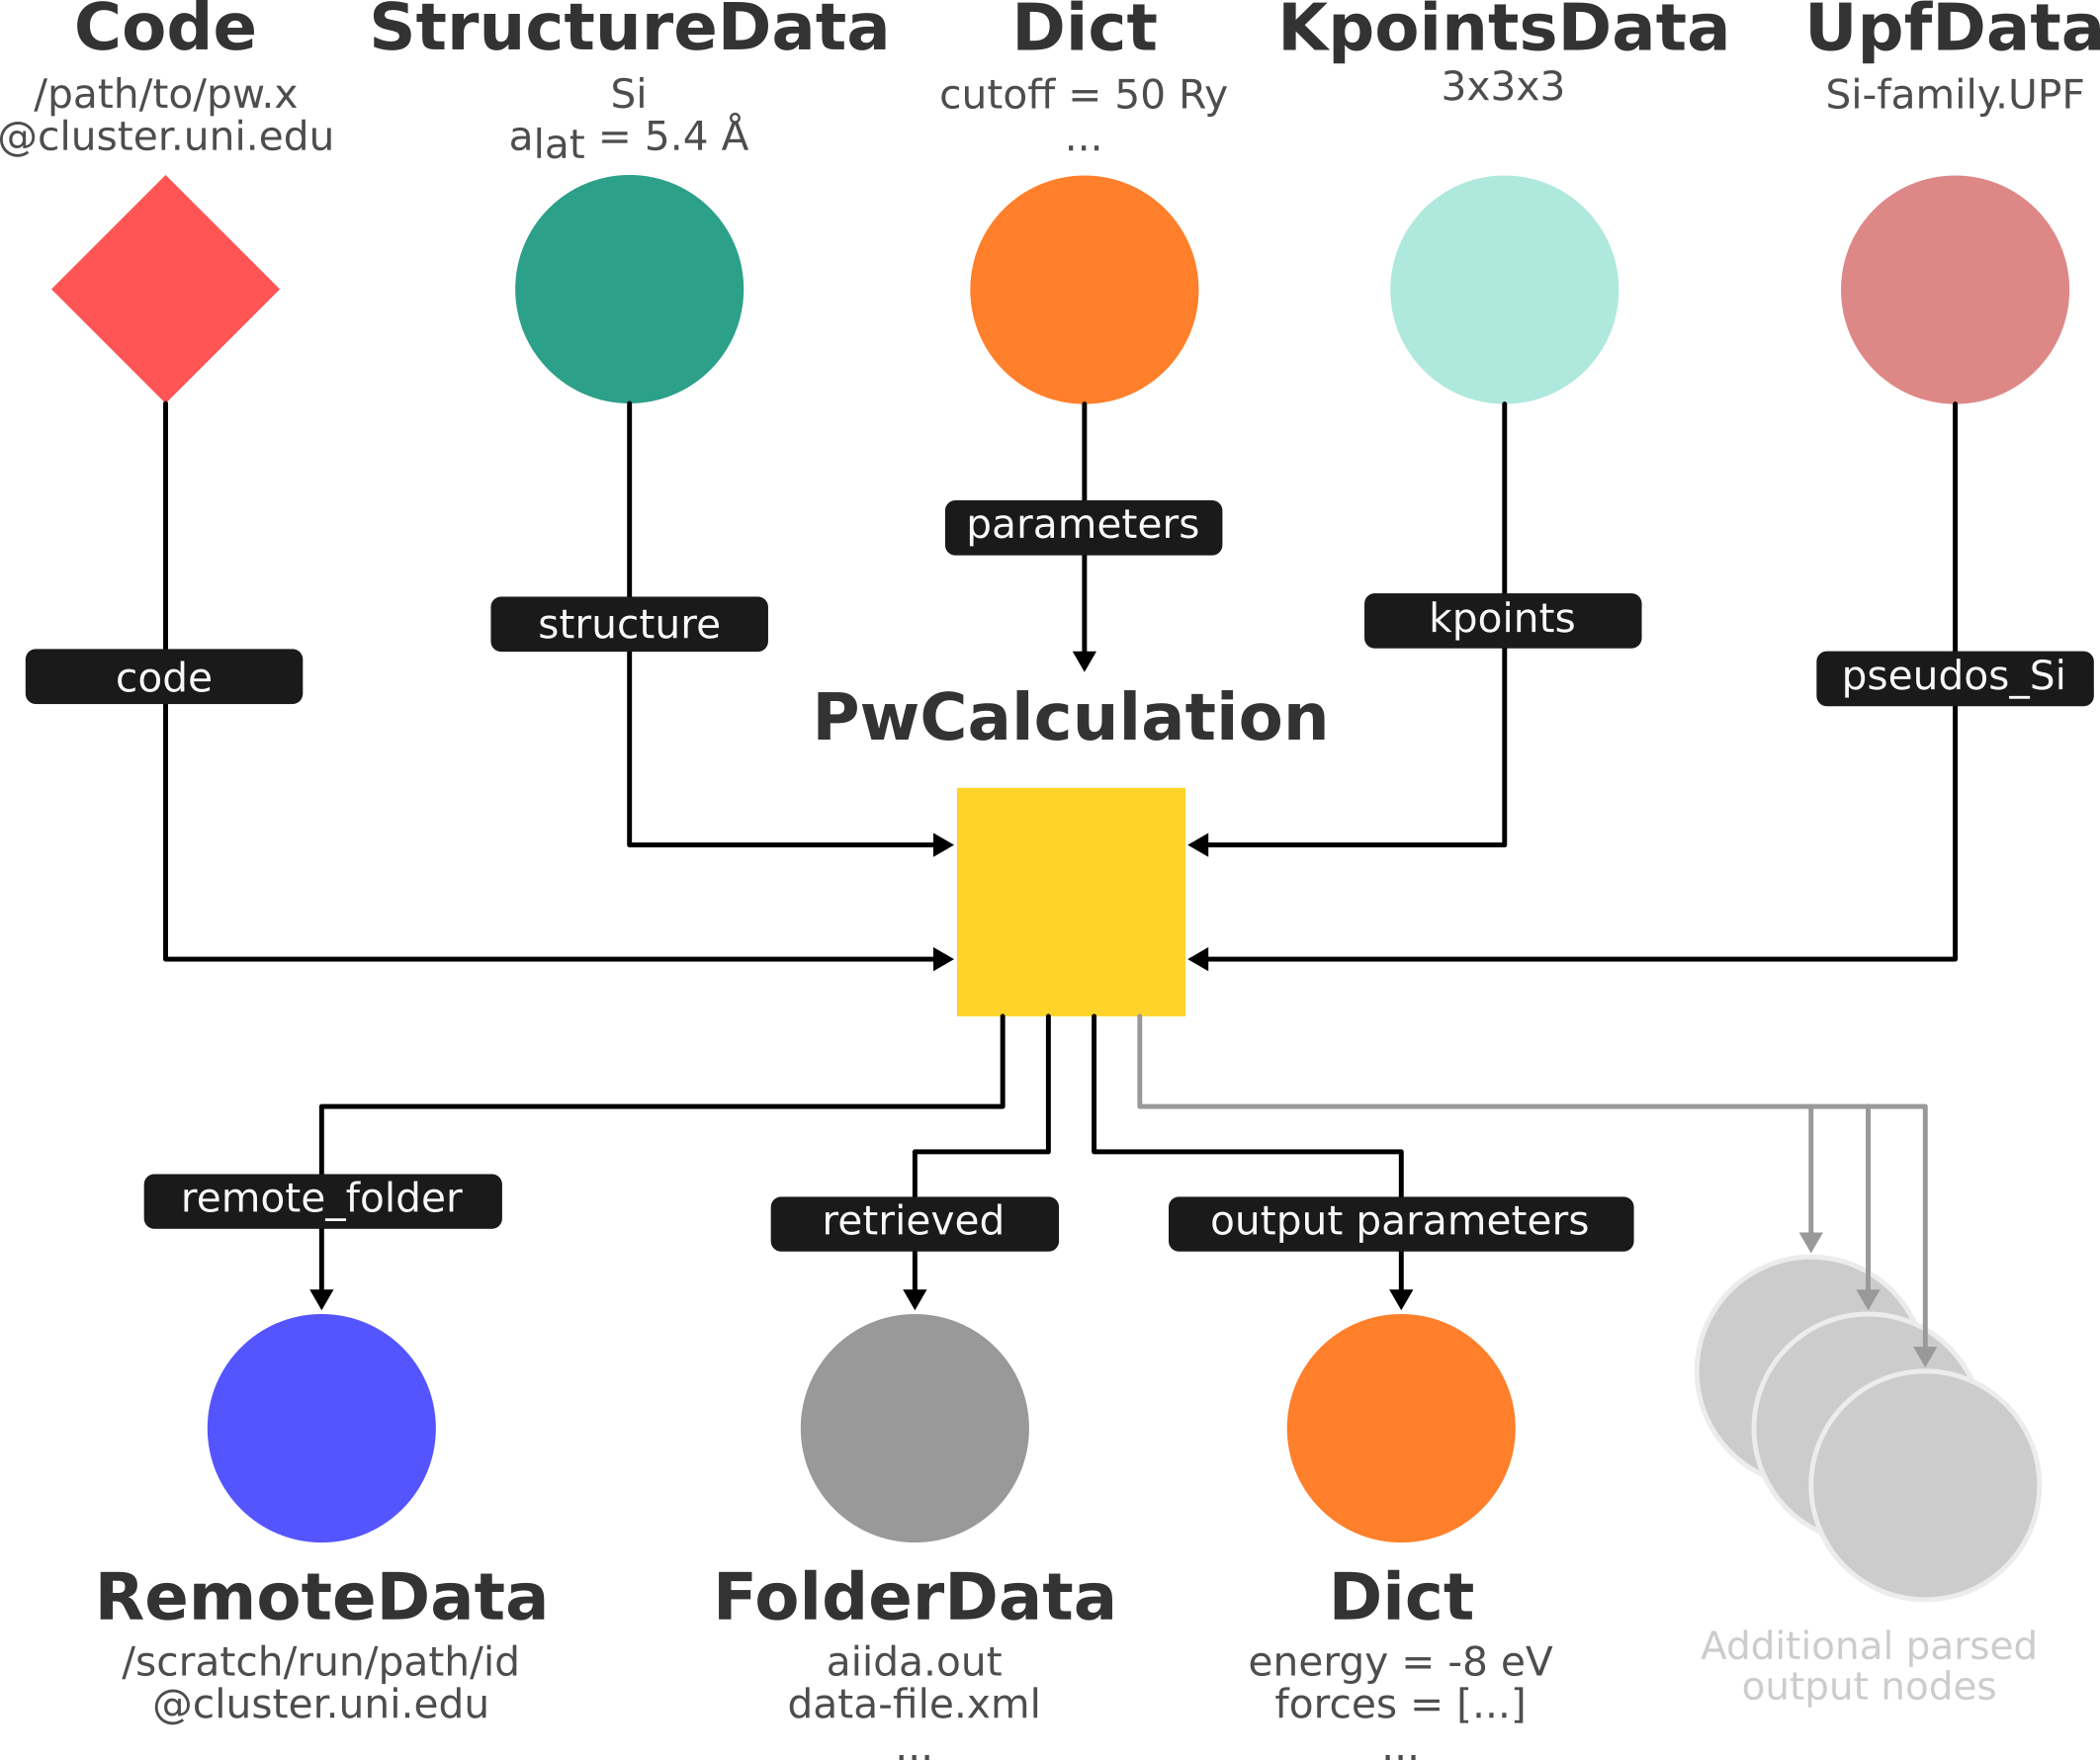 Code
/path/to/pw.x
@cluster.uni.edu
StructureData
Si
alat = 5.4 Å
Dict
cutoff = 50 Ry
...
KpointsData
3x3x3
UpfData
Si-family.UPF
parameters
structure
kpoints
code
pseudos_Si
PwCalculation
remote_folder
retrieved
output parameters
RemoteData
/scratch/run/path/id
@cluster.uni.edu
FolderData
aiida.out
data-file.xml
...
Dict
energy = -8 eV
forces = [...]
...
Additional parsed
output nodes